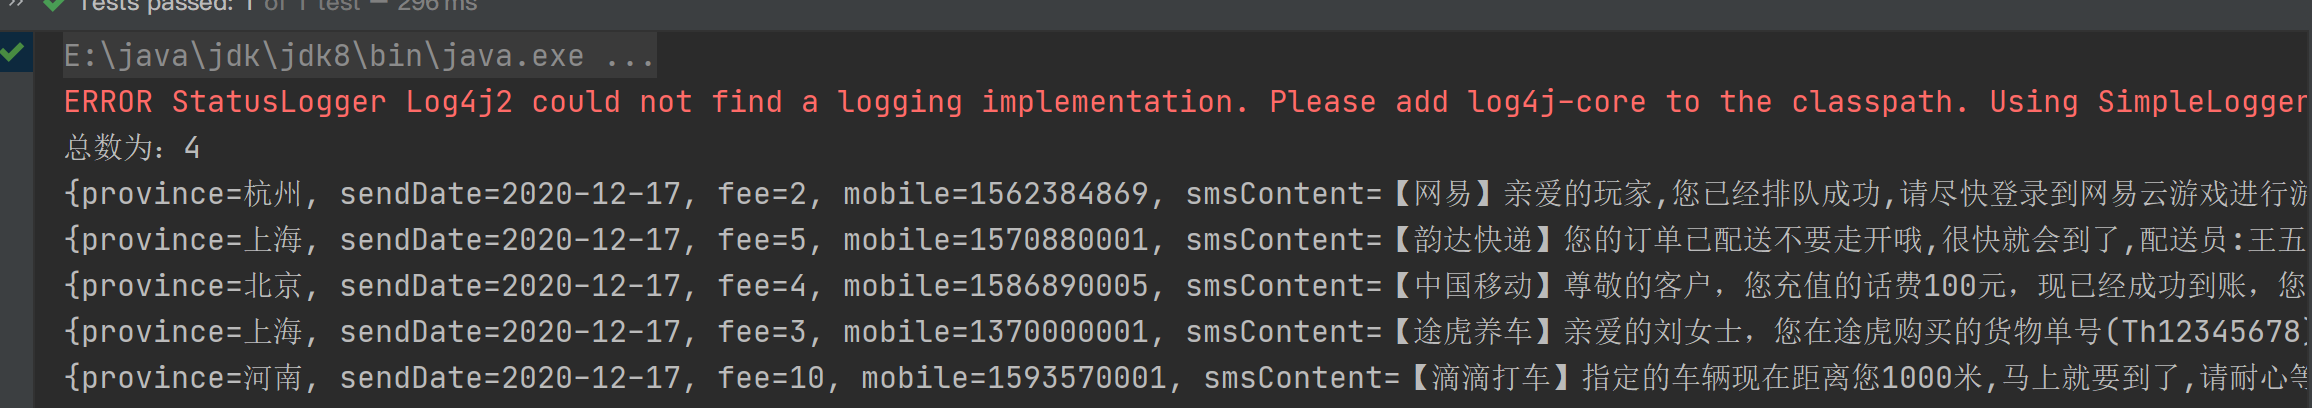 » Tests passed: 1 of 1 test – 296 ms
E:\java\jdk\jdk8\bin\java.exe ...
ERROR StatusLogger Log4j2 could not find a logging implementation. Please add log4j-core to the classpath. Using SimpleLogger
总数为：4
{province=杭州, sendDate=2020-12-17, fee=2, mobile=1562384869, smsContent=【网易】亲爱的玩家,您已经排队成功,请尽快登录到网易云游戏进行游
{province=上海, sendDate=2020-12-17, fee=5, mobile=1570880001, smsContent=【韵达快递】您的订单已配送不要走开哦,很快就会到了,配送员:王五
{province=北京, sendDate=2020-12-17, fee=4, mobile=1586890005, smsContent=【中国移动】尊敬的客户，您充值的话费100元，现已经成功到账，您
{province=上海, sendDate=2020-12-17, fee=3, mobile=1370000001, smsContent=【途虎养车】亲爱的刘女士，您在途虎购买的货物单号(Th12345678)
{province=河南, sendDate=2020-12-17, fee=10, mobile=1593570001, smsContent=【滴滴打车】指定的车辆现在距离您1000米,马上就要到了,请耐心等